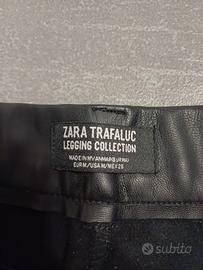 ZARA TRAFALUC
LEGGING COLLECTION
MADE IN MYANMAR BURMA
EUR M / USA M / MEX 28
subito